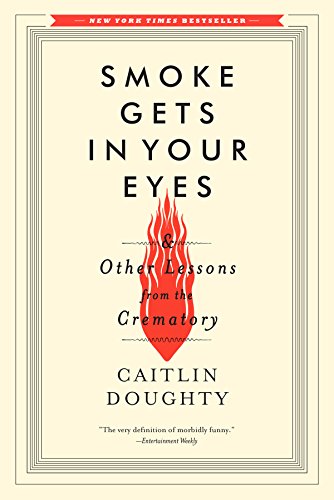 NEW YORK TIMES BESTSELLER
SMOKE
GETS
IN YOUR
EYES
&
Other Lessons
from the
Crematory
CAITLIN
DOUGHTY
"The very definition of morbidly funny."
—Entertainment Weekly